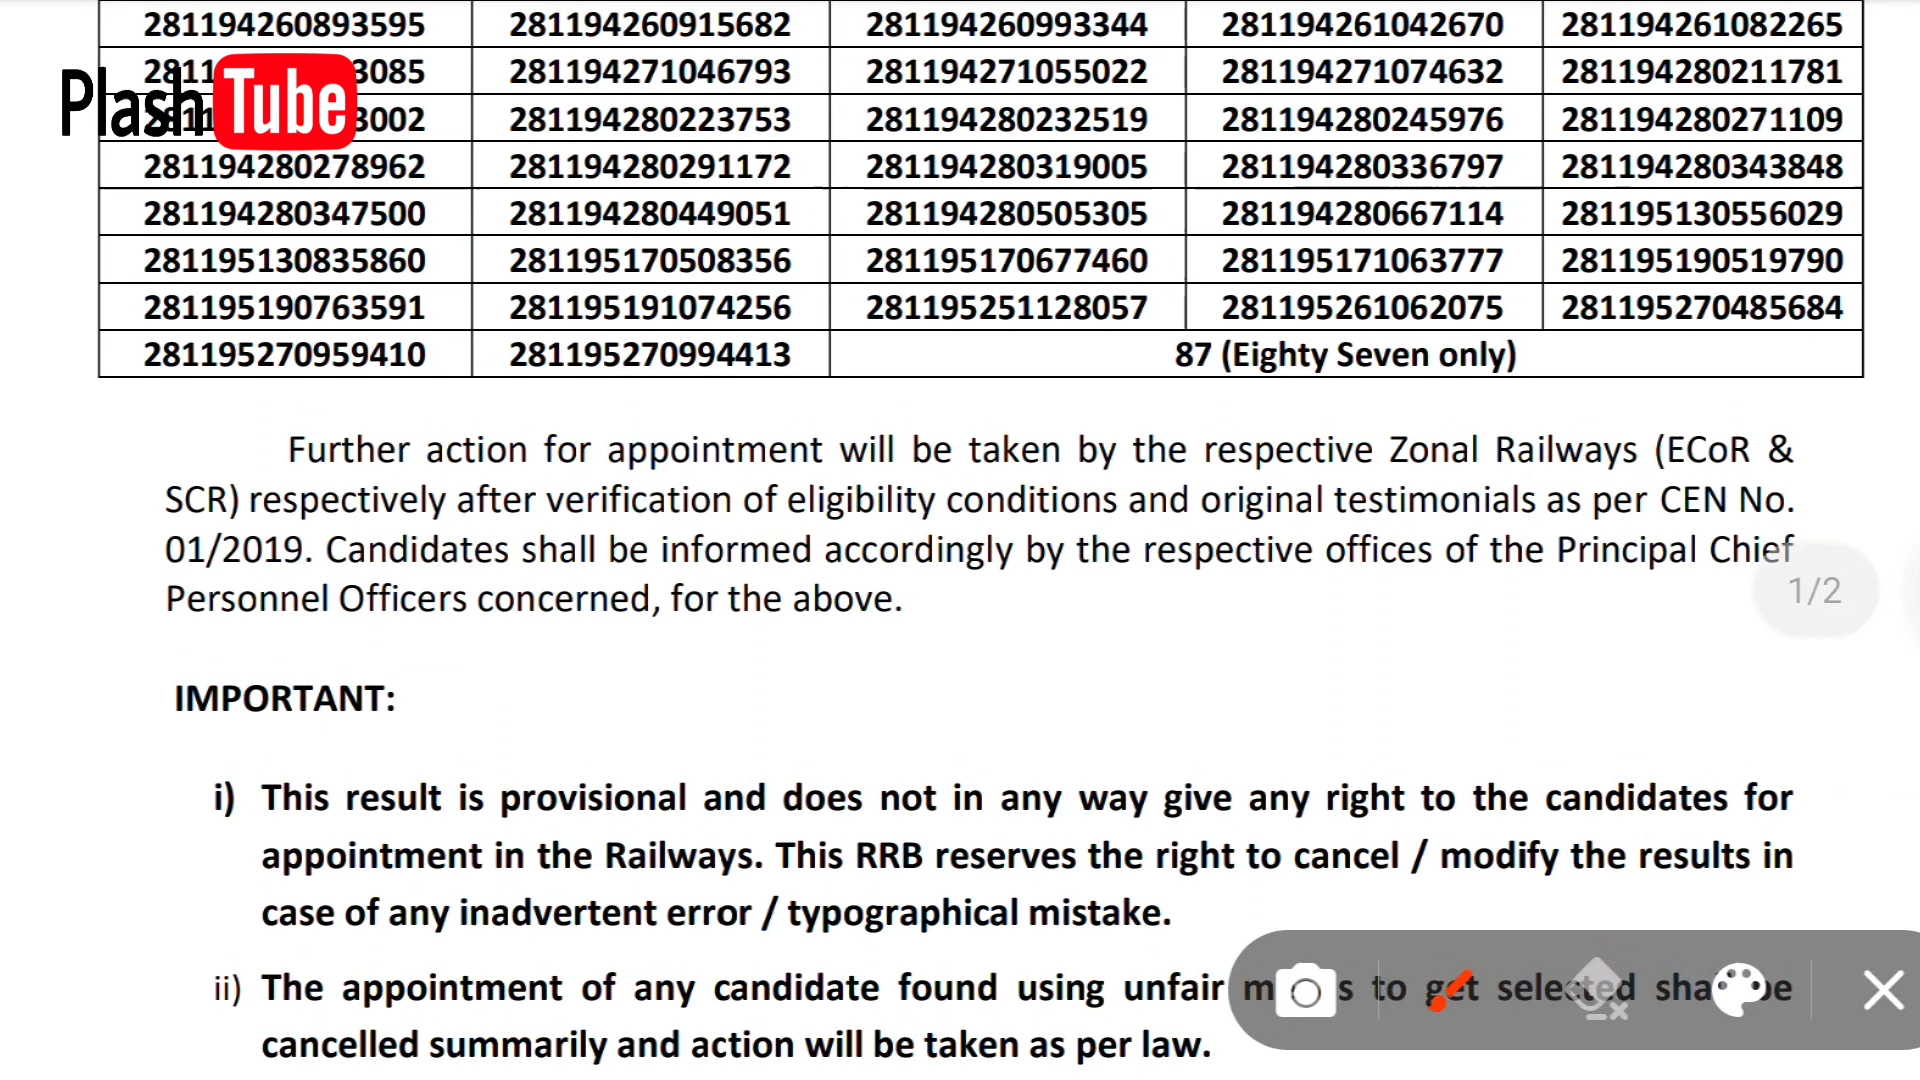 281194260893595 281194260915682 281194260993344 281194261042670 281194261082265
2811 3085 281194271046793 281194271055022 281194271074632 281194280211781
Plash Tube
2811 3002 281194280223753 281194280232519 281194280245976 281194280271109
281194280278962 281194280291172 281194280319005 281194280336797 281194280343848
281194280347500 281194280449051 281194280505305 281194280667114 281195130556029
281195130835860 281195170508356 281195170677460 281195171063777 281195190519790
281195190763591 281195191074256 281195251128057 281195261062075 281195270485684
281195270959410 281195270994413 87 (Eighty Seven only)
Further action for appointment will be taken by the respective Zonal Railways (ECoR &
SCR) respectively after verification of eligibility conditions and original testimonials as per CEN No.
01/2019. Candidates shall be informed accordingly by the respective offices of the Principal Chief
Personnel Officers concerned, for the above.
1/2
IMPORTANT:
i) This result is provisional and does not in any way give any right to the candidates for
appointment in the Railways. This RRB reserves the right to cancel / modify the results in
case of any inadvertent error / typographical mistake.
ii) The appointment of any candidate found using unfair to get selected be
cancelled summarily and action will be taken as per law.